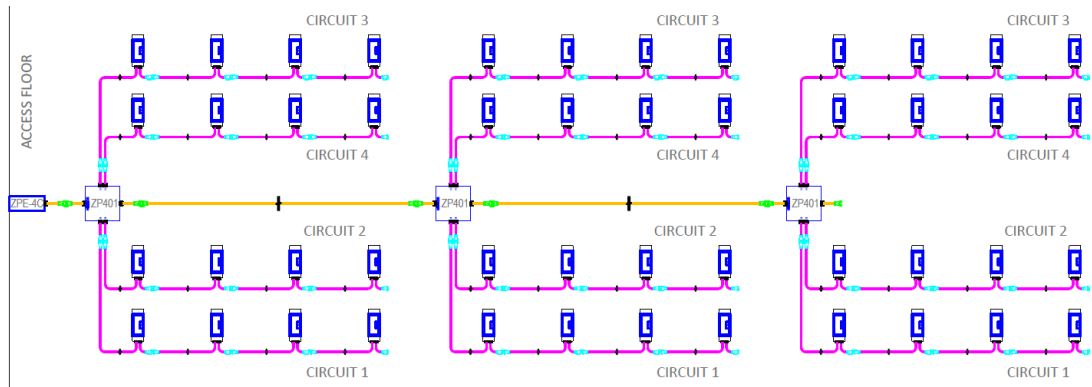 CIRCUIT 3
CIRCUIT 3
CIRCUIT 3
ACCESS FLOOR
CIRCUIT 4
CIRCUIT 4
CIRCUIT 4
ZPE-4C
ZP401
ZP401
ZP401
CIRCUIT 2
CIRCUIT 2
CIRCUIT 2
CIRCUIT 1
CIRCUIT 1
CIRCUIT 1